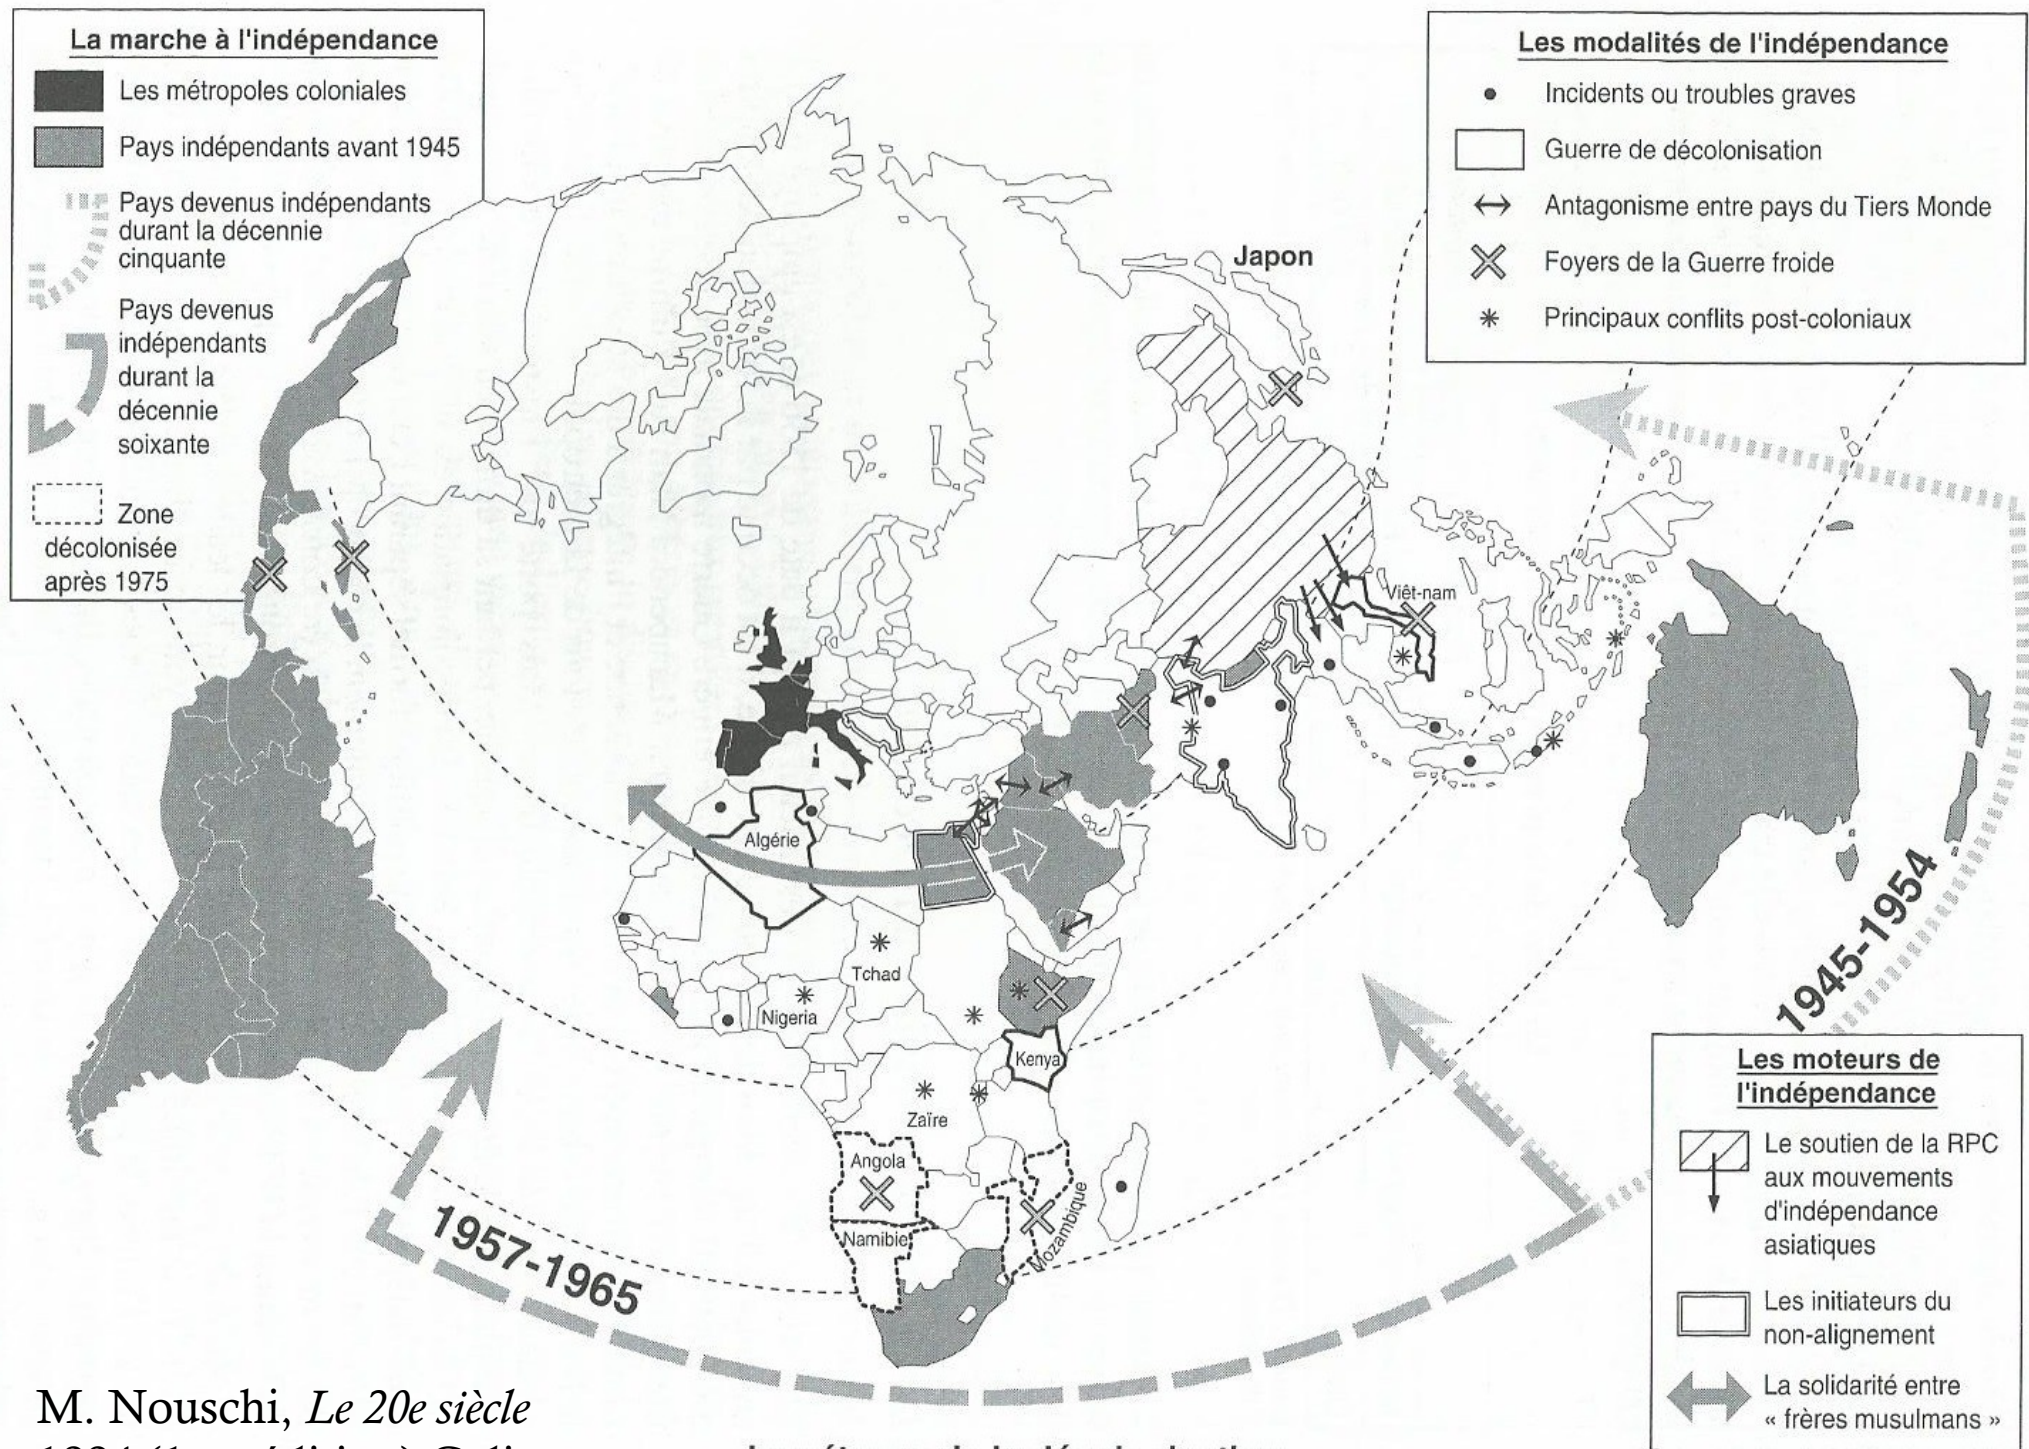 La marche à l'indépendance
Les métropoles coloniales
Pays indépendants avant 1945
Pays devenus indépendants
durant la décennie
cinquante
Pays devenus
indépendants
durant la
décennie
soixante
Zone
décolonisée
après 1975
Les modalités de l'indépendance
Incidents ou troubles graves
Guerre de décolonisation
Antagonisme entre pays du Tiers Monde
Foyers de la Guerre froide
Principaux conflits post-coloniaux
Japon
Viêt-nam
Algérie
Tchad
Nigeria
Kenya
Zaïre
Angola
Namibie
Mozambique
1945-1954
1957-1965
Les moteurs de
l'indépendance
Le soutien de la RPC
aux mouvements
d'indépendance
asiatiques
Les initiateurs du
non-alignement
La solidarité entre
« frères musulmans »
M. Nouschi, Le 20e siècle